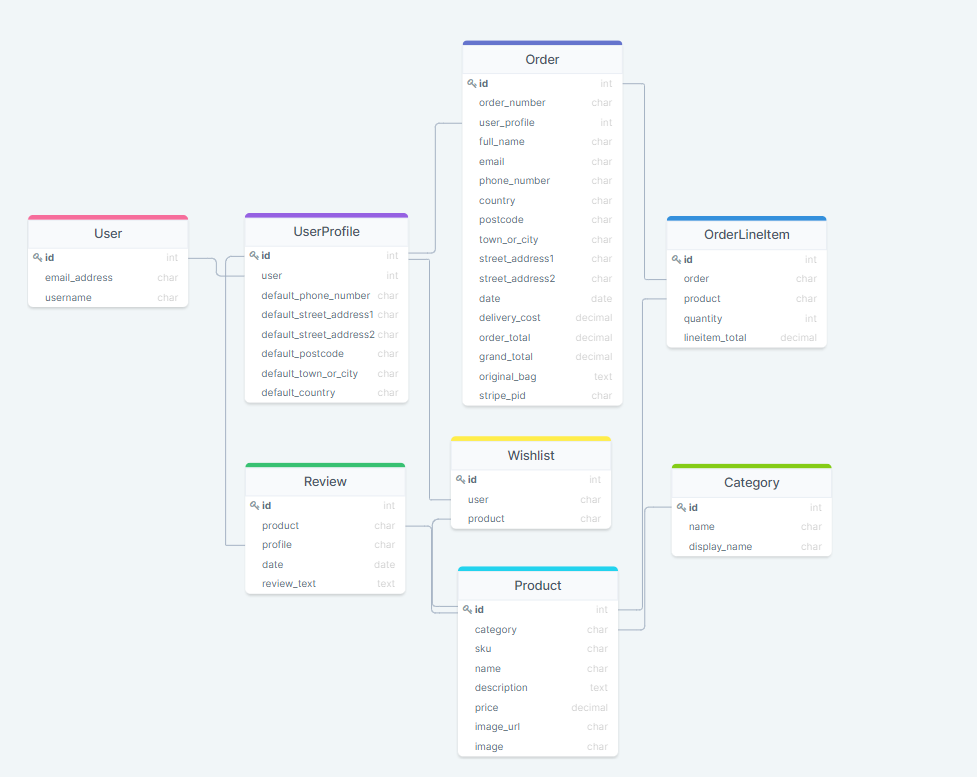 Order
id int
order_number char
user_profile int
full_name char
email char
phone_number char
country char
postcode char
town_or_city char
street_address1 char
street_address2 char
date date
delivery_cost decimal
order_total decimal
grand_total decimal
original_bag text
stripe_pid char
User
id int
email_address char
username char
UserProfile
id int
user int
default_phone_number char
default_street_address1 char
default_street_address2 char
default_postcode char
default_town_or_city char
default_country char
OrderLineItem
id int
order char
product char
quantity int
lineitem_total decimal
Review
id int
product char
profile char
date date
review_text text
Wishlist
id int
user char
product char
Category
id int
name char
display_name char
Product
id int
category char
sku char
name char
description text
price decimal
image_url char
image char